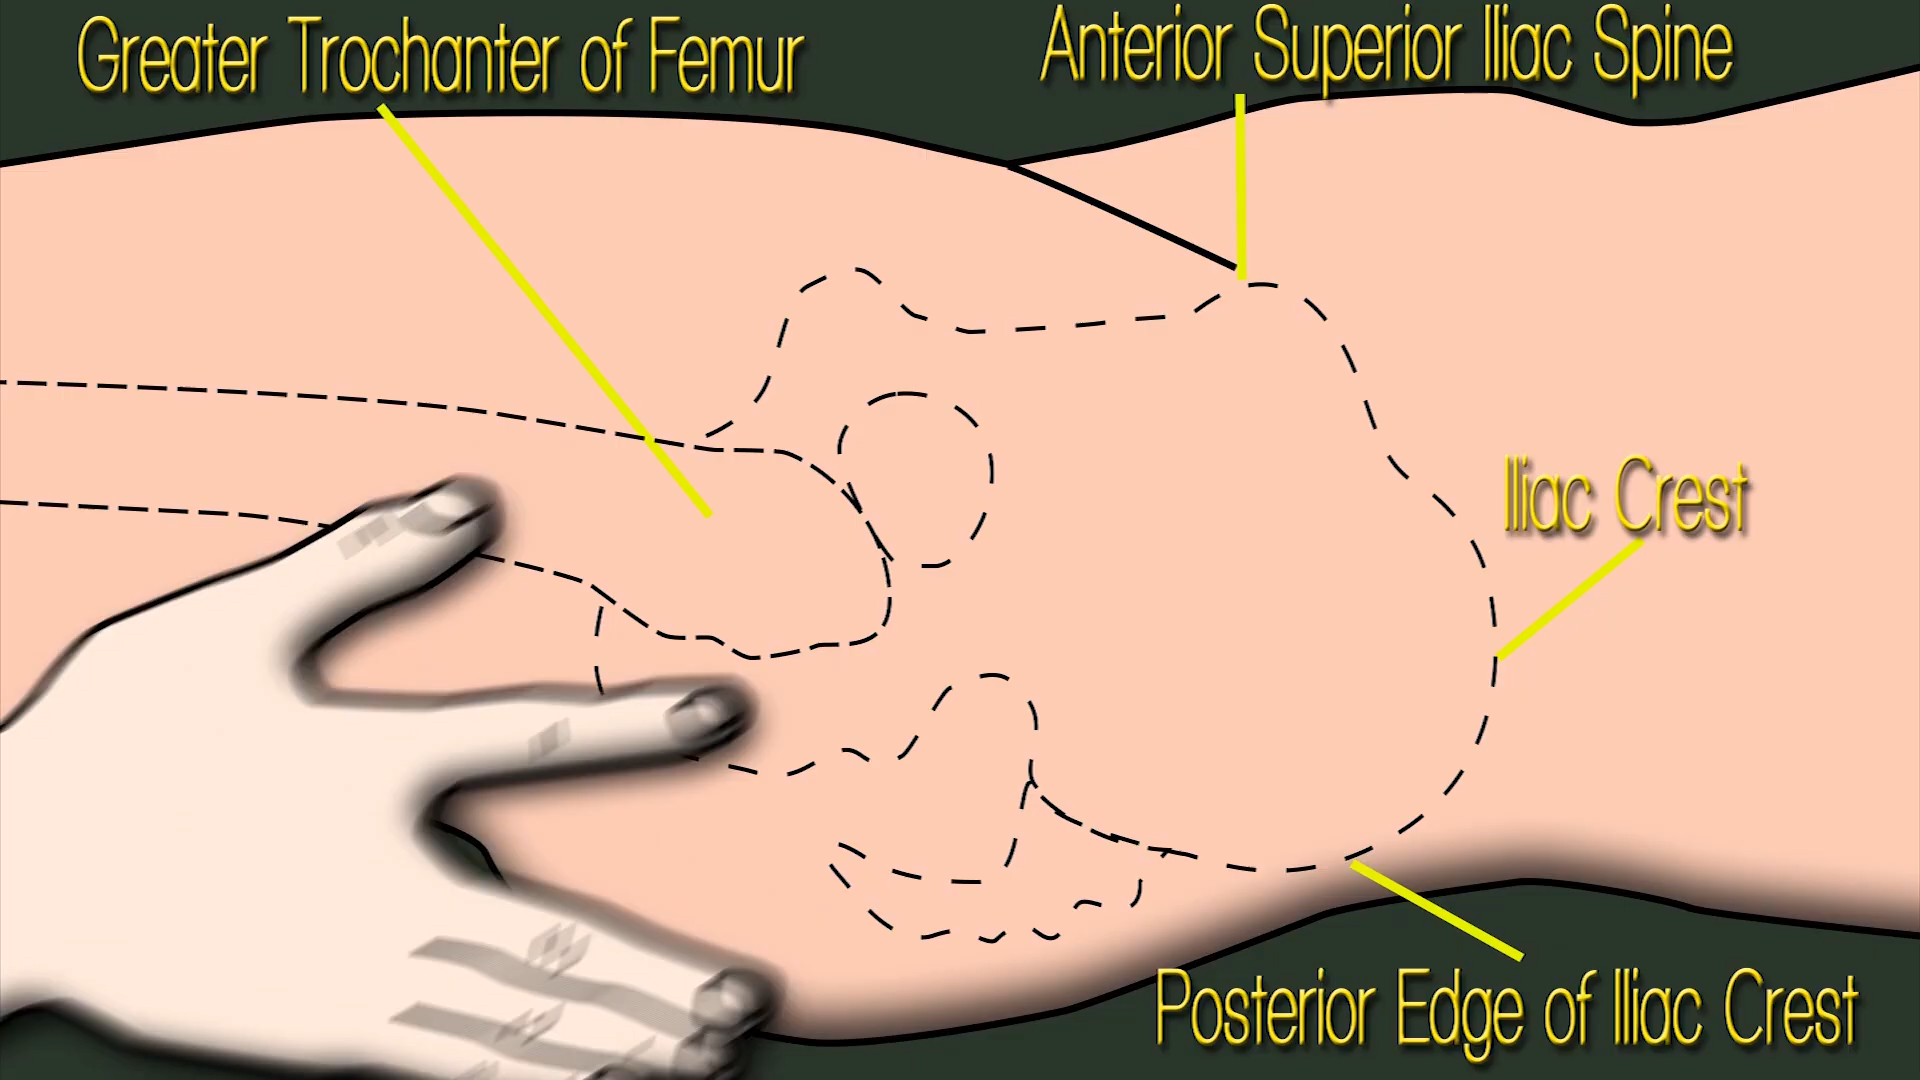 Greater Trochanter of Femur
Anterior Superior Iliac Spine
Iliac Crest
Posterior Edge of Iliac Crest